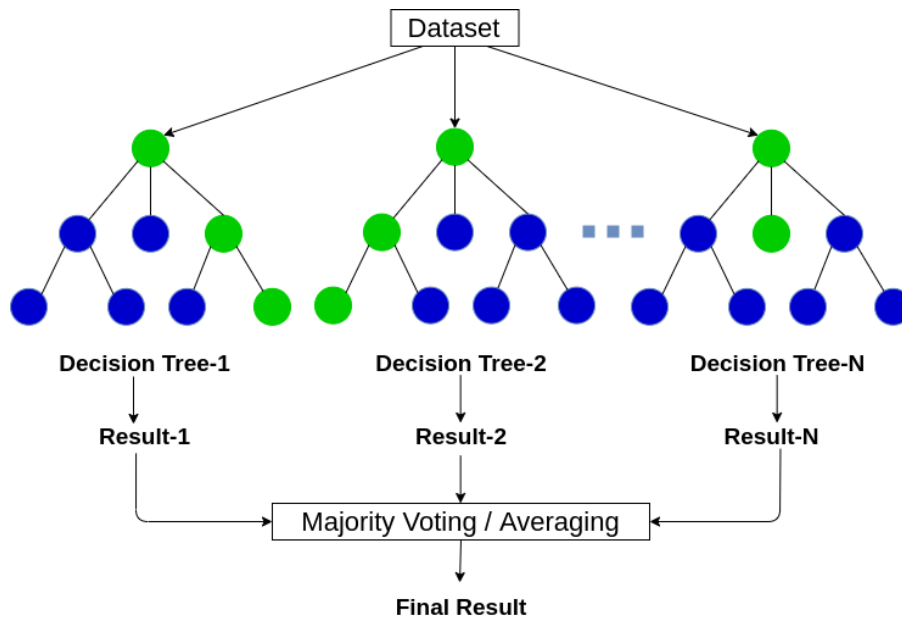 Dataset
Decision Tree-1
Decision Tree-2
Decision Tree-N
Result-1
Result-2
Result-N
Majority Voting / Averaging
Final Result